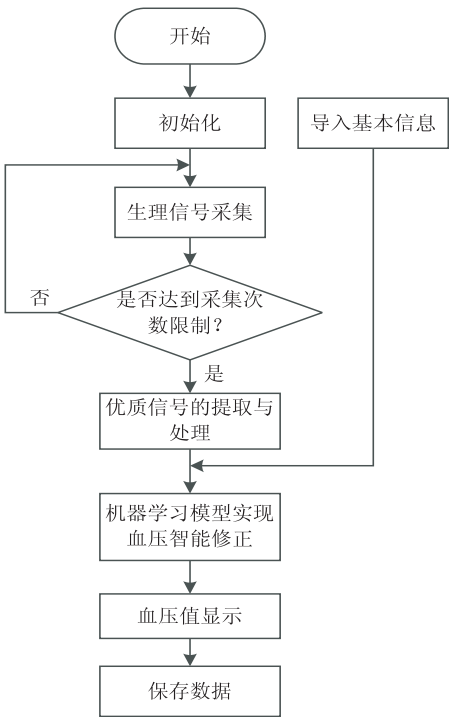 开始
初始化
导入基本信息
生理信号采集
是否达到采集次
数限制？
否
是
优质信号的提取与
处理
机器学习模型实现
血压智能修正
血压值显示
保存数据